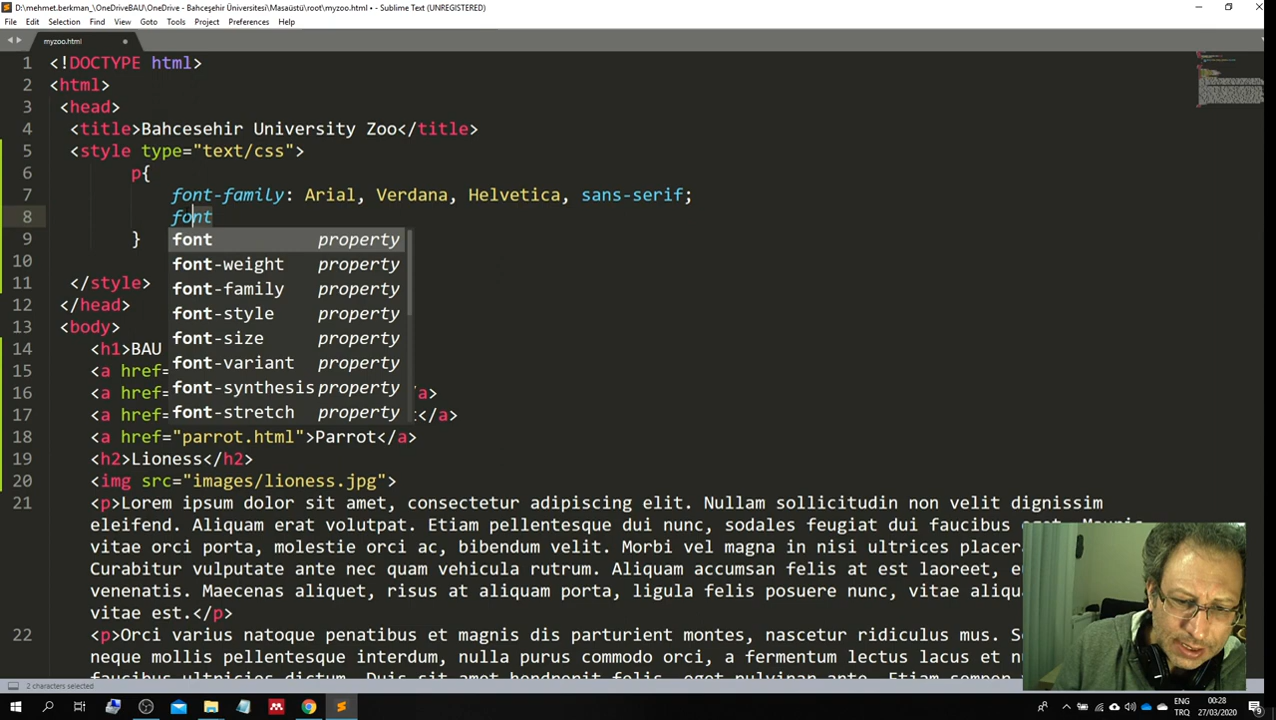 D:\mehmet.berkman_\OneDriveBAU\OneDrive - Bahçeşehir Üniversitesi\Masaüstü\root\myzoo.html • - Sublime Text (UNREGISTERED)
File Edit Selection Find View Goto Tools Project Preferences Help
myzoo.html
1 <!DOCTYPE html>
2 <html>
3 <head>
4 <title>Bahcesehir University Zoo</title>
5 <style type="text/css">
6 p{
7 font-family: Arial, Verdana, Helvetica, sans-serif;
8 font
font property
9 }
font-weight property
10
11 </style>
font-family property
12 </head>
font-style property
13 <body>
font-size property
14 <h1>BAU
font-variant property
15 <a href=
font-synthesis property
16 <a href= /a>
font-stretch property
17 <a href= </a>
18 <a href="parrot.html">Parrot</a>
19 <h2>Lioness</h2>
20 <img src="images/lioness.jpg">
21 <p>Lorem ipsum dolor sit amet, consectetur adipiscing elit. Nullam sollicitudin non velit dignissim
eleifend. Aliquam erat volutpat. Etiam pellentesque dui nunc, sodales feugiat dui faucibus
vitae orci porta, molestie orci ac, bibendum velit. Morbi vel magna in nisi ultrices
Curabitur vulputate ante nec quam vehicula rutrum. Aliquam accumsan felis at est laoreet,
venenatis. Maecenas aliquet, risus at aliquam porta, ligula felis posuere nunc, vitae
vitae est.</p>
22 <p>Orci varius natoque penatibus et magnis dis parturient montes, nascetur ridiculus mus.
neque mollis pellentesque interdum, nulla purus commodo orci, a fermentum lectus lacus et
2 characters selected
ENG 00:28
TRQ 27/03/2020